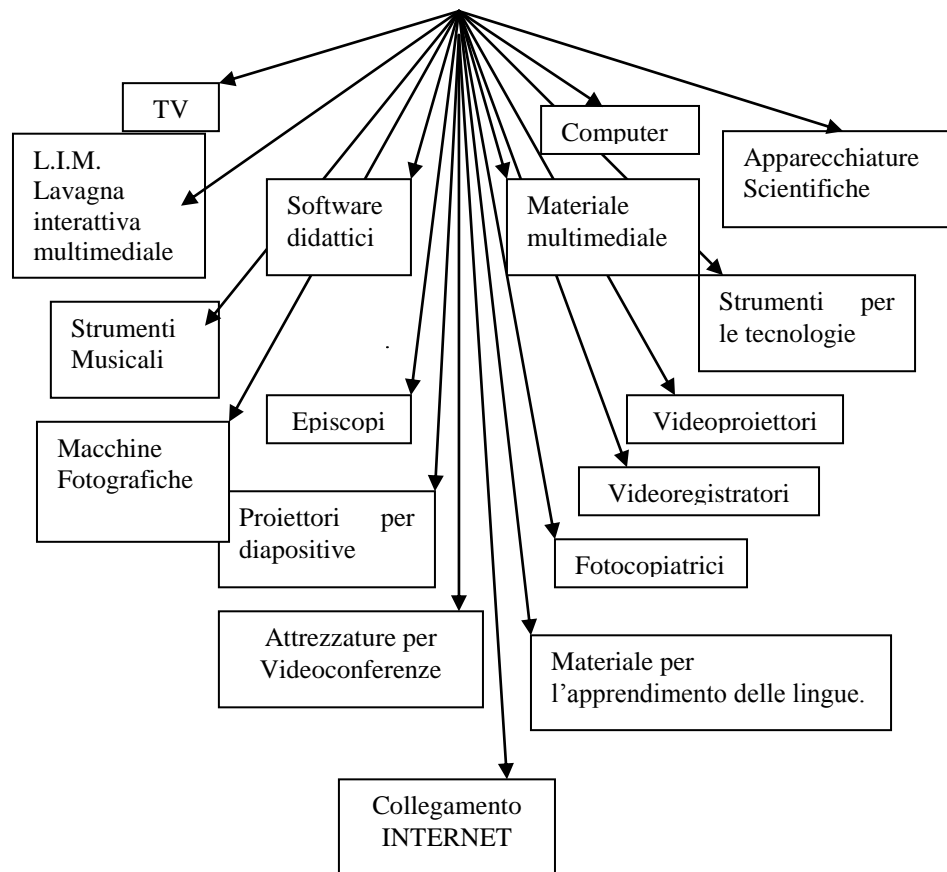 TV
Computer
L.I.M.
Lavagna
interattiva
multimediale
Apparecchiature
Scientifiche
Software
didattici
Materiale
multimediale
Strumenti per
le tecnologie
Strumenti
Musicali
Episcopi
Videoproiettori
Macchine
Fotografiche
Videoregistratori
Proiettori per
diapositive
Fotocopiatrici
Attrezzature per
Videoconferenze
Materiale per
l’apprendimento delle lingue.
Collegamento
INTERNET